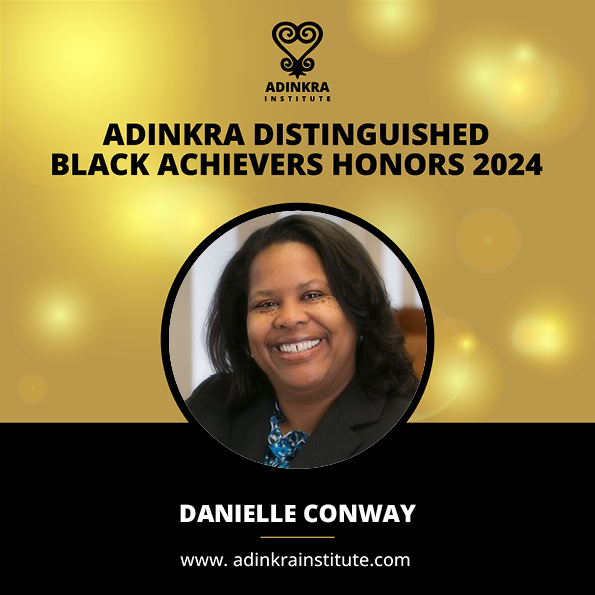 ADINKRA
INSTITUTE
ADINKRA DISTINGUISHED
BLACK ACHIEVERS HONORS 2024
DANIELLE CONWAY
www. adinkrainstitute.com